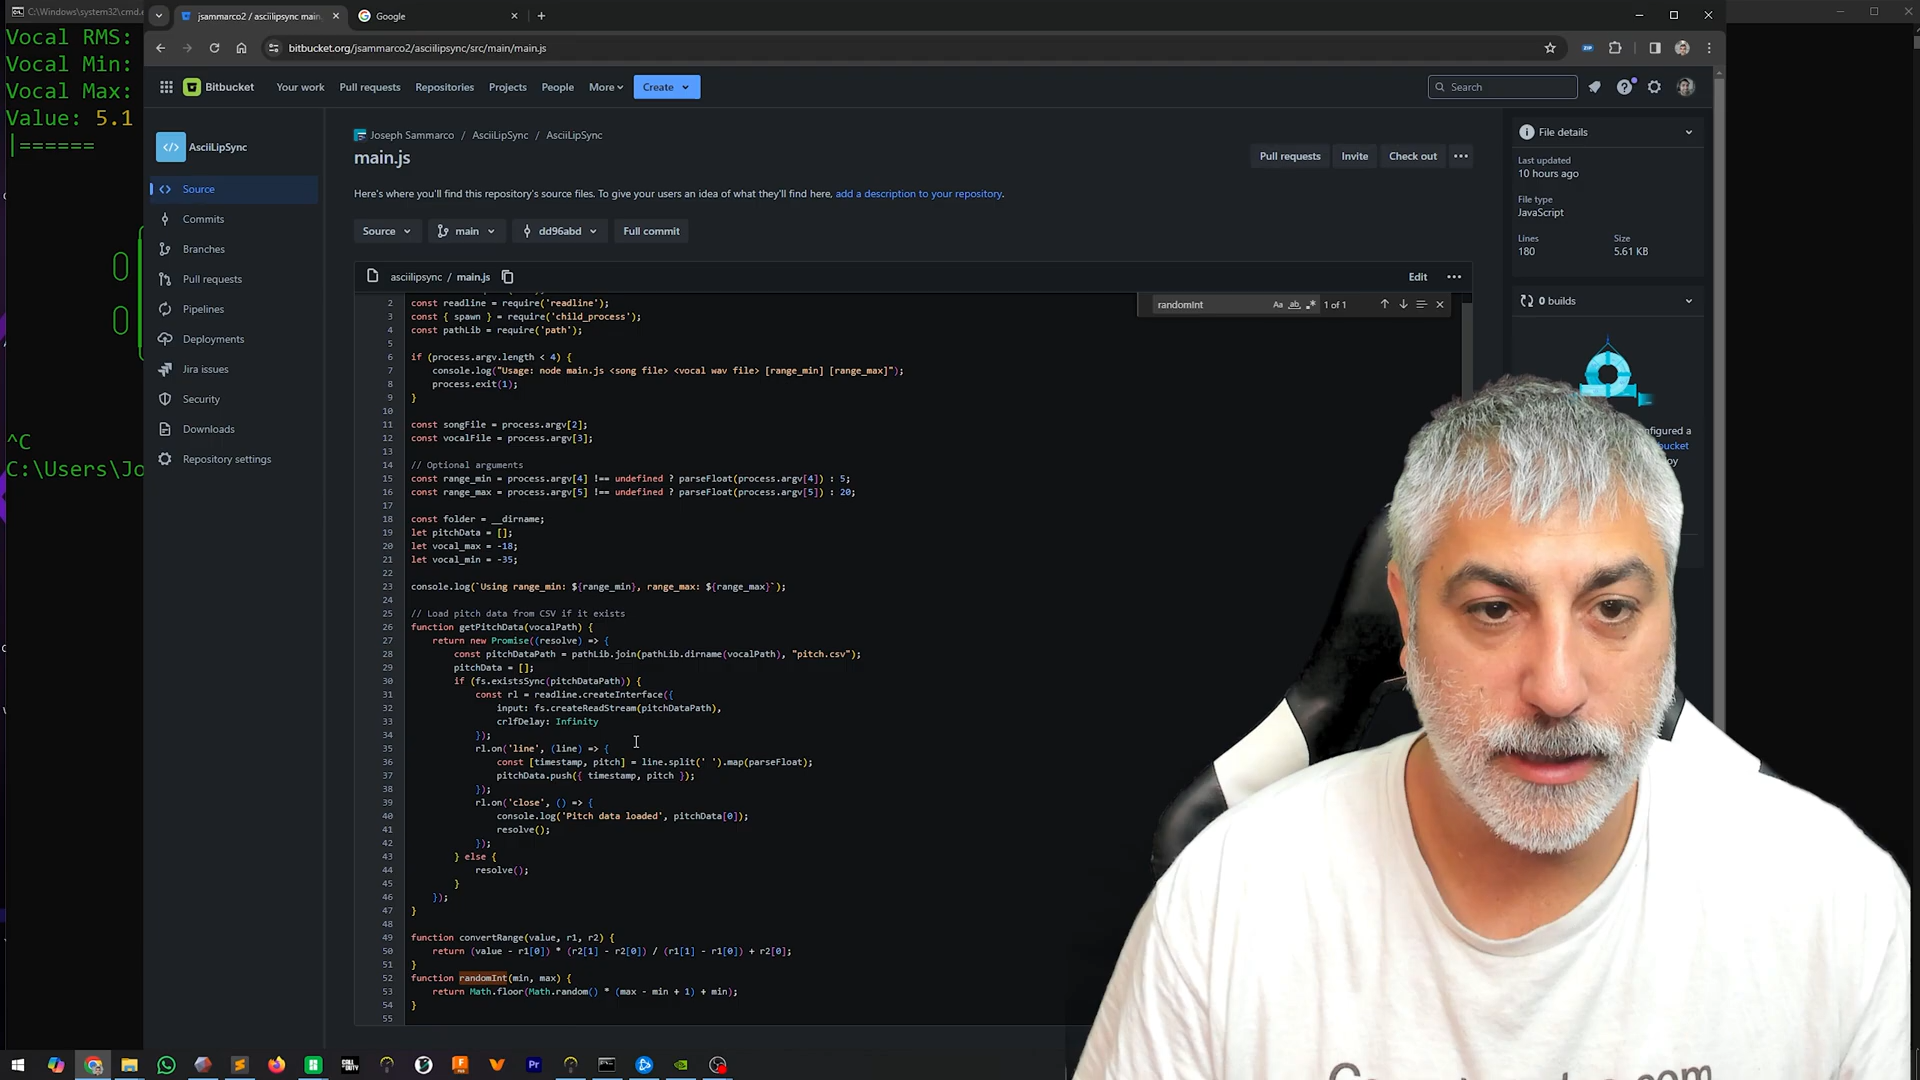 C:\Windows\system32\cmd.e
jsammarco2 / asciilipsync main.
Google
bitbucket.org/jsammarco2/asciilipsync/src/main/main.js
Vocal RMS:
Vocal Min:
Vocal Max:
Value: 5.1
|======
^C
C:\Users\Jo
Bitbucket
Your work
Pull requests
Repositories
Projects
People
More
Create
Search
AsciiLipSync
Source
Commits
Branches
Pull requests
Pipelines
Deployments
Jira issues
Security
Downloads
Repository settings
Joseph Sammarco / AsciiLipSync / AsciiLipSync
main.js
Pull requests
Invite
Check out
Here's where you'll find this repository's source files. To give your users an idea of what they'll find here, add a description to your repository.
Source
main
dd96abd
Full commit
asciilipsync / main.js
Edit
randomInt
Aa
ab
1 of 1
2 const readline = require('readline');
3 const { spawn } = require('child_process');
4 const pathLib = require('path');
5
6 if (process.argv.length < 4) {
7 console.log("Usage: node main.js <song file> <vocal wav file> [range_min] [range_max]");
8 process.exit(1);
9 }
10
11 const songFile = process.argv[2];
12 const vocalFile = process.argv[3];
13
14 // Optional arguments
15 const range_min = process.argv[4] !== undefined ? parseFloat(process.argv[4]) : 5;
16 const range_max = process.argv[5] !== undefined ? parseFloat(process.argv[5]) : 20;
17
18 const folder = __dirname;
19 let pitchData = [];
20 let vocal_max = -18;
21 let vocal_min = -35;
22
23 console.log(`Using range_min: ${range_min}, range_max: ${range_max}`);
24
25 // Load pitch data from CSV if it exists
26 function getPitchData(vocalPath) {
27 return new Promise((resolve) => {
28 const pitchDataPath = pathLib.join(pathLib.dirname(vocalPath), "pitch.csv");
29 pitchData = [];
30 if (fs.existsSync(pitchDataPath)) {
31 const rl = readline.createInterface({
32 input: fs.createReadStream(pitchDataPath),
33 crlfDelay: Infinity
34 });
35 rl.on('line', (line) => {
36 const [timestamp, pitch] = line.split(' ').map(parseFloat);
37 pitchData.push({ timestamp, pitch });
38 });
39 rl.on('close', () => {
40 console.log('Pitch data loaded', pitchData[0]);
41 resolve();
42 });
43 } else {
44 resolve();
45 }
46 });
47 }
48
49 function convertRange(value, r1, r2) {
50 return (value - r1[0]) * (r2[1] - r2[0]) / (r1[1] - r1[0]) + r2[0];
51 }
52 function randomInt(min, max) {
53 return Math.floor(Math.random() * (max - min + 1) + min);
54 }
55
File details
Last updated
10 hours ago
File type
JavaScript
Lines
180
Size
5.61 KB
0 builds